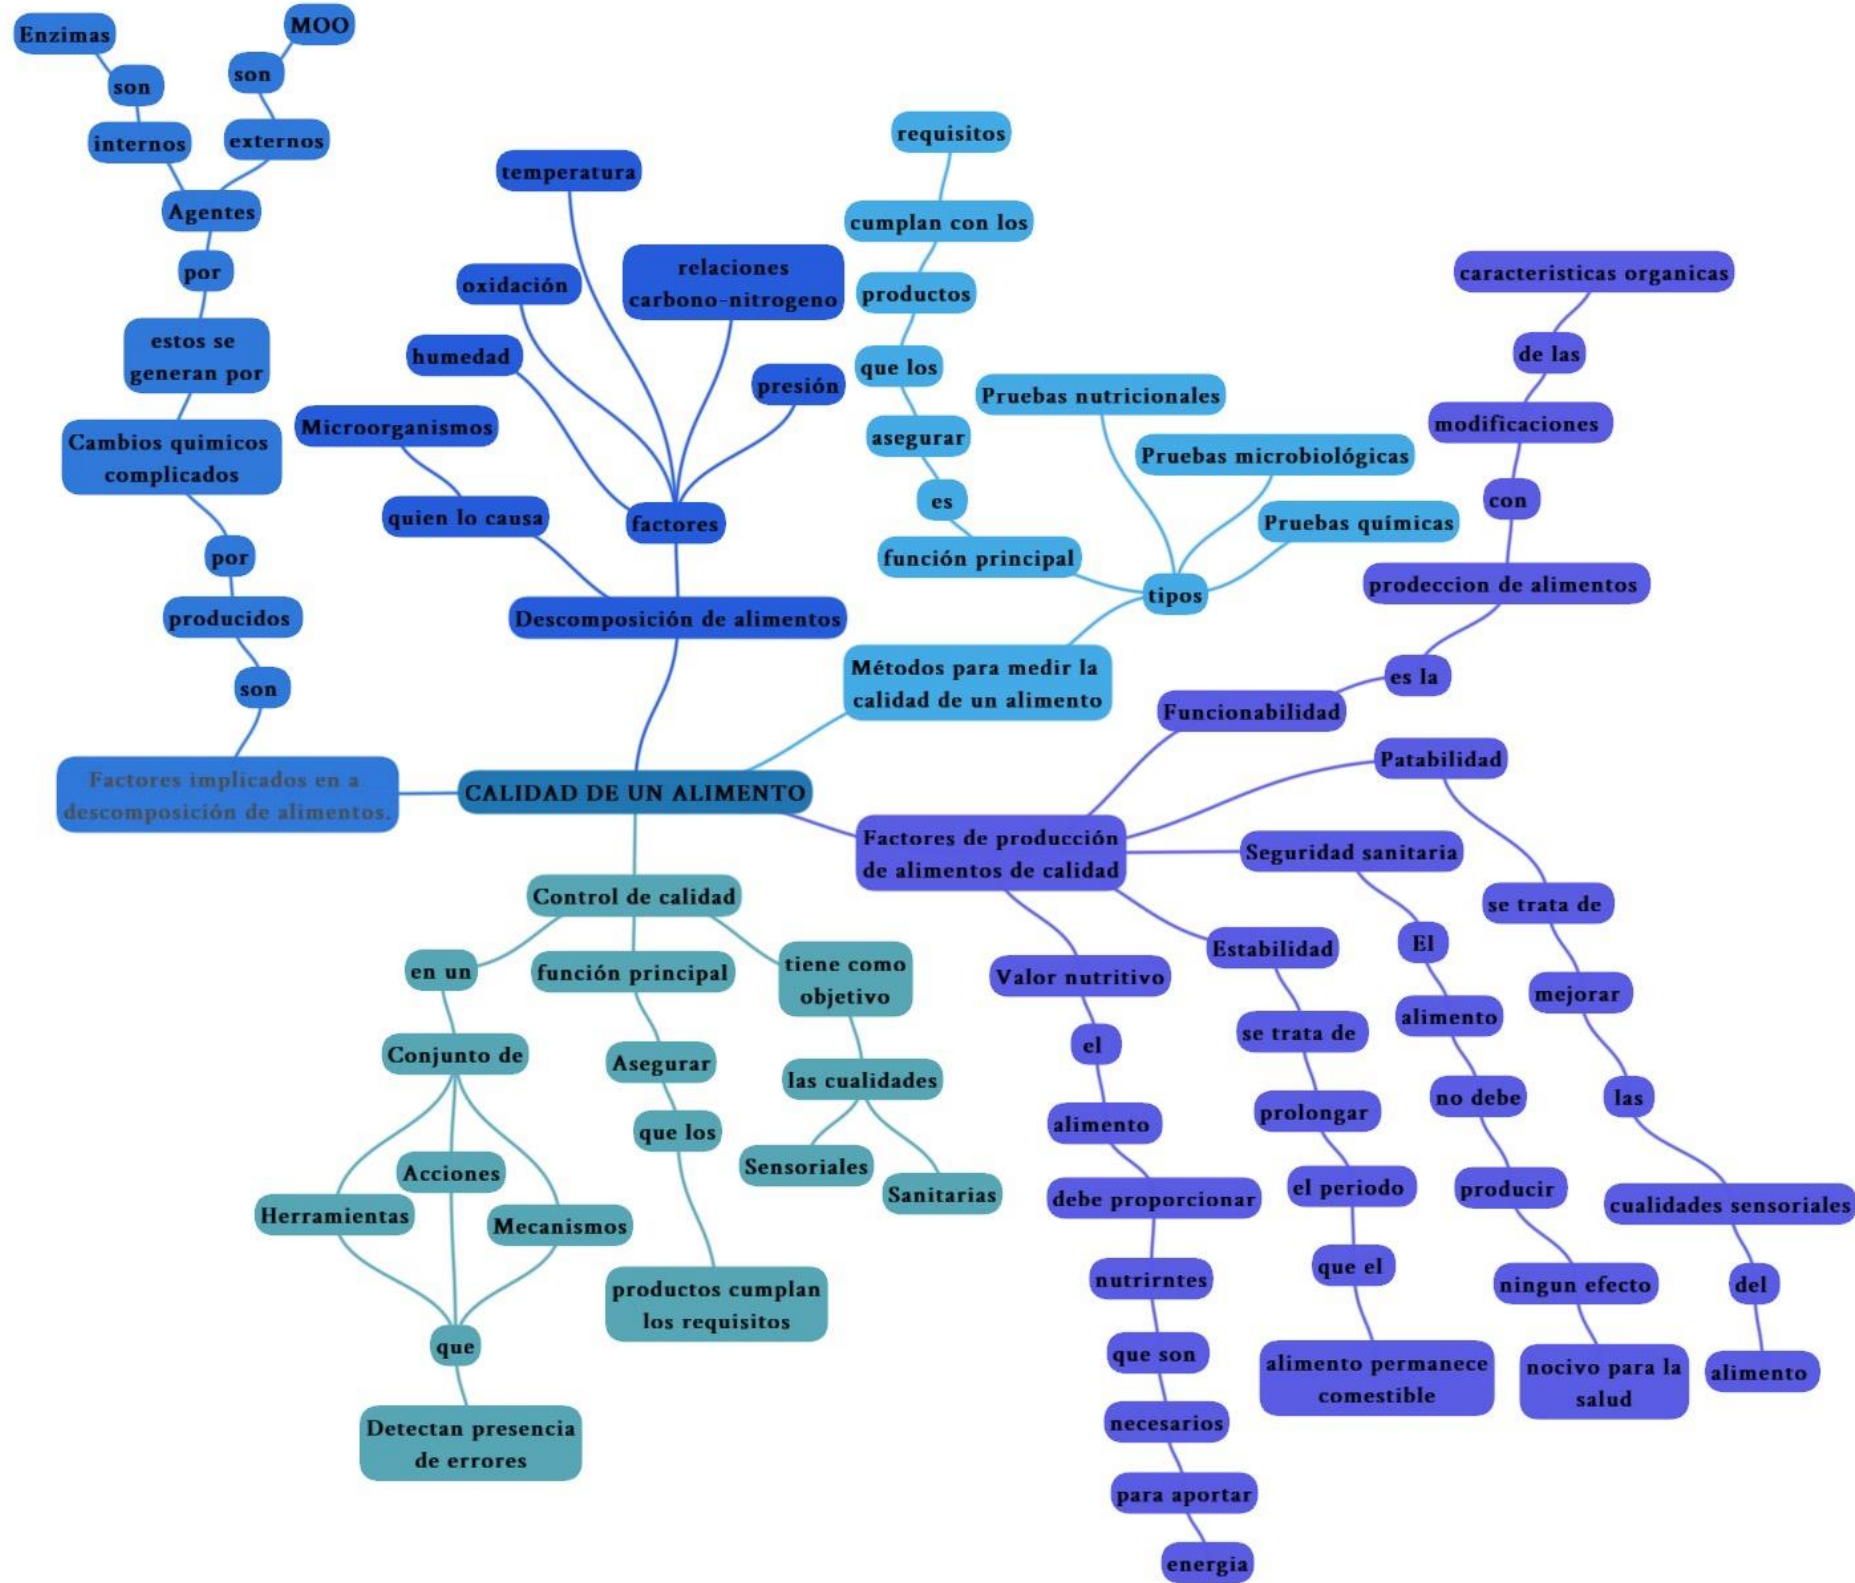 Enzimas
MOO
son
son
internos
externos
Agentes
por
estos se
generan por
Cambios quimicos
complicados
por
producidos
son
Factores implicados en a
descomposición de alimentos.
temperatura
oxidación
relaciones
carbono-nitrogeno
humedad
presión
Microorganismos
quien lo causa
factores
Descomposición de alimentos
requisitos
cumplan con los
productos
que los
asegurar
es
función principal
Pruebas nutricionales
Pruebas microbiológicas
Pruebas químicas
tipos
Métodos para medir la
calidad de un alimento
CALIDAD DE UN ALIMENTO
caracteristicas organicas
de las
modificaciones
con
prodeccion de alimentos
es la
Funcionabilidad
Patabilidad
Factores de producción
de alimentos de calidad
Seguridad sanitaria
se trata de
mejorar
las
cualidades sensoriales
del
alimento
El
alimento
no debe
producir
ningun efecto
nocivo para la
salud
Estabilidad
se trata de
prolongar
el periodo
que el
alimento permanece
comestible
Valor nutritivo
el
alimento
debe proporcionar
nutrirntes
que son
necesarios
para aportar
energia
Control de calidad
en un
Conjunto de
Herramientas
Acciones
Mecanismos
que
Detectan presencia
de errores
función principal
Asegurar
que los
productos cumplan
los requisitos
tiene como
objetivo
las cualidades
Sensoriales
Sanitarias